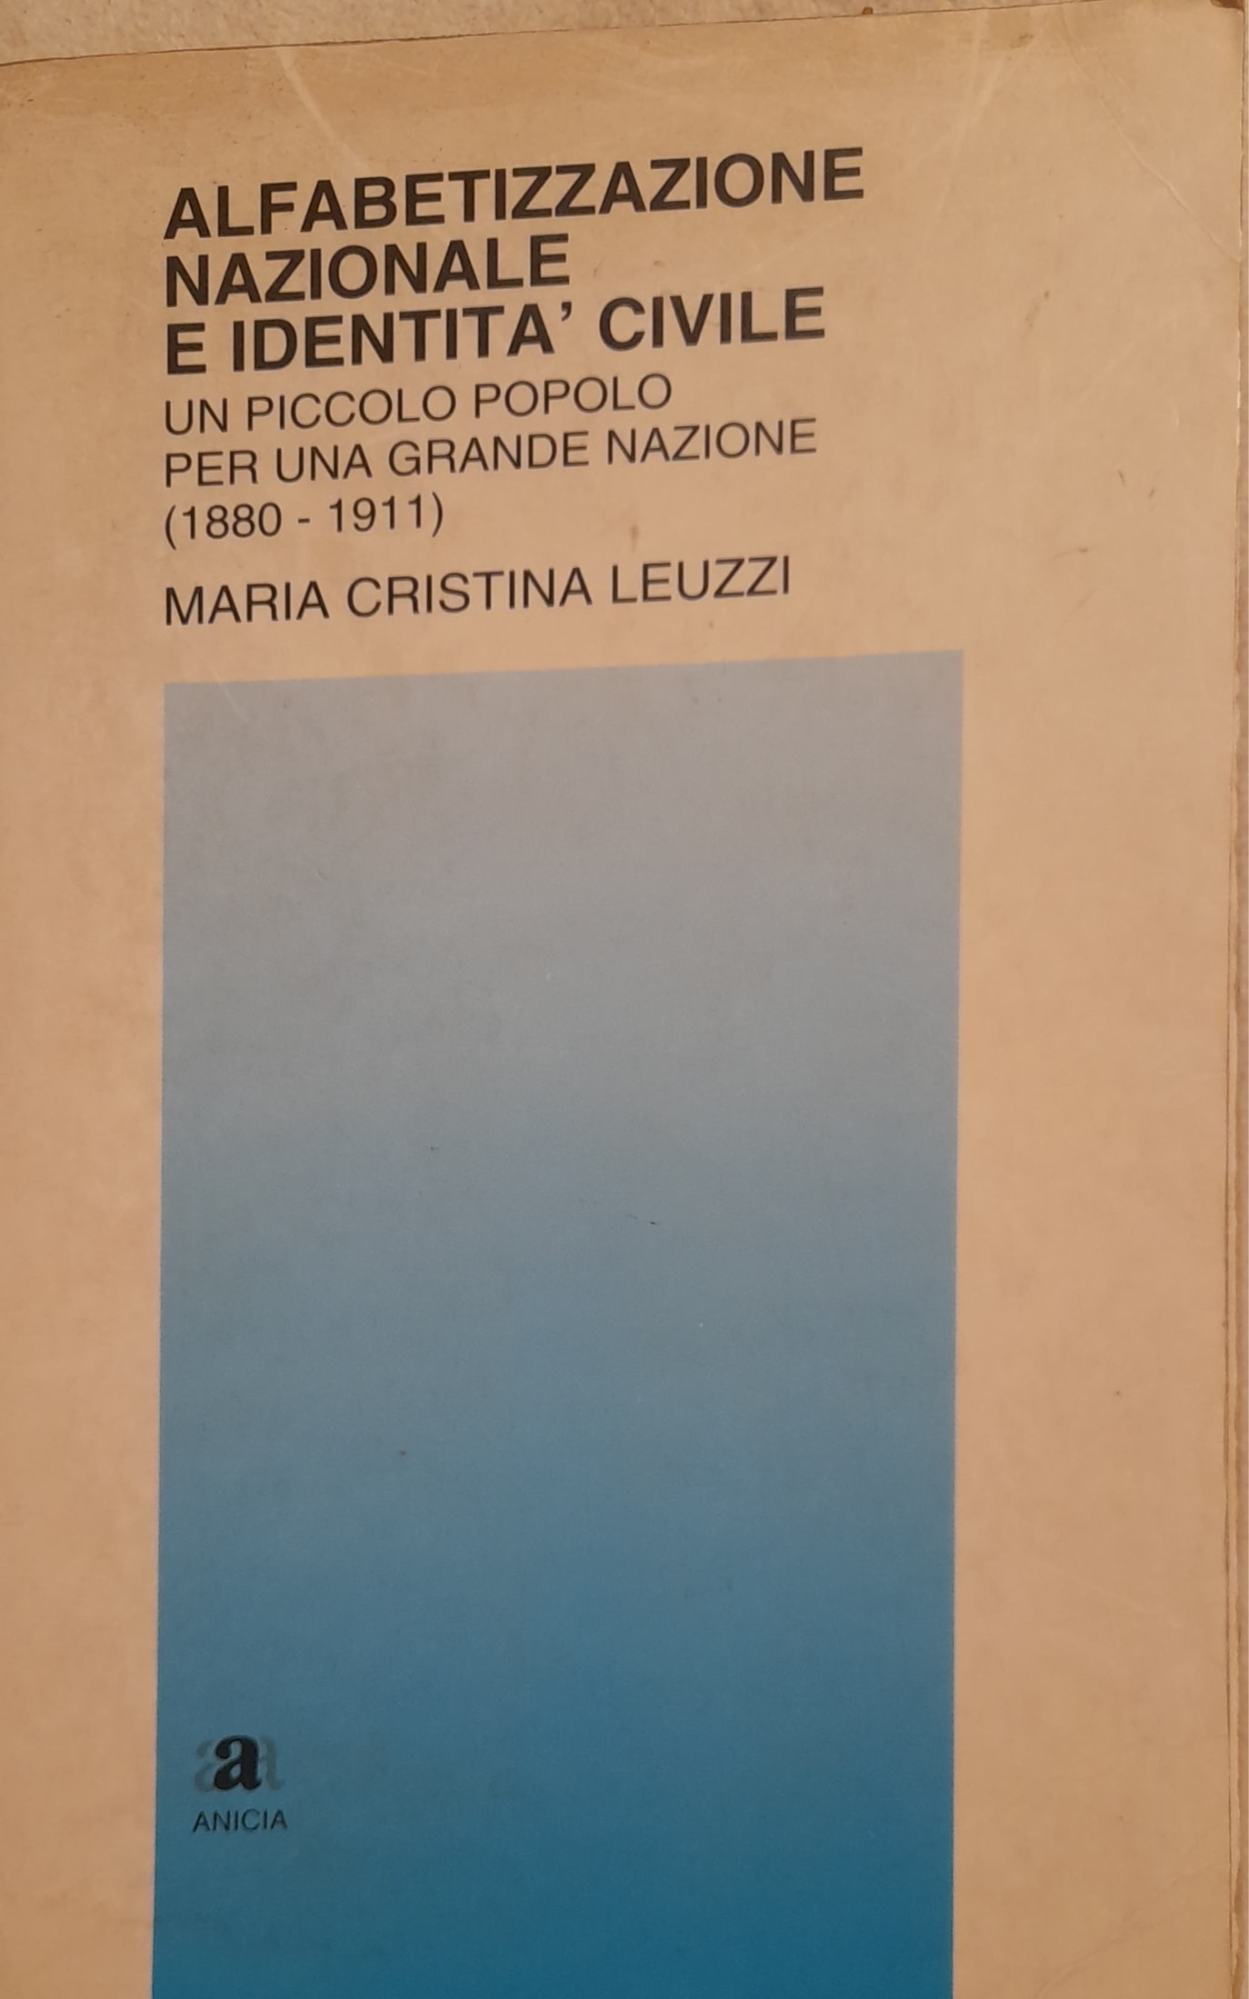 ALFABETIZZAZIONE
NAZIONALE
E IDENTITA’ CIVILE
UN PICCOLO POPOLO
PER UNA GRANDE NAZIONE
(1880 - 1911)
MARIA CRISTINA LEUZZI
a
ANICIA